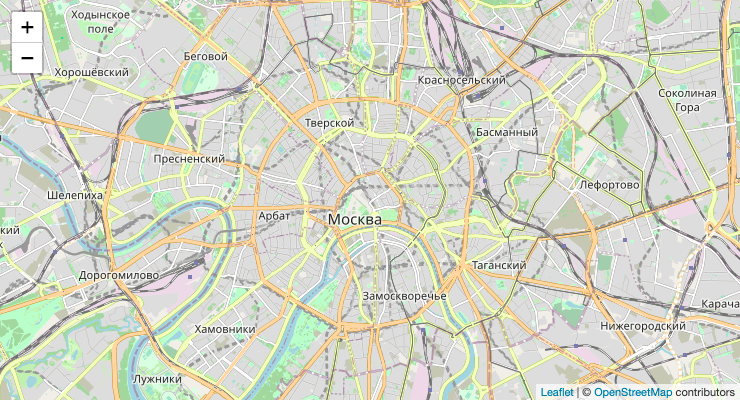 Ходынское
поле
+
−
Беговой
Хорошёвский
Красносельский
Соколиная
Гора
Тверской
Басманный
Пресненский
Лефортово
Шелепиха
Арбат
Москва
ский
Таганский
Дорогомилово
Замоскворечье
Карача
Хамовники
Нижегородский
Лужники
Leaflet | © OpenStreetMap contributors